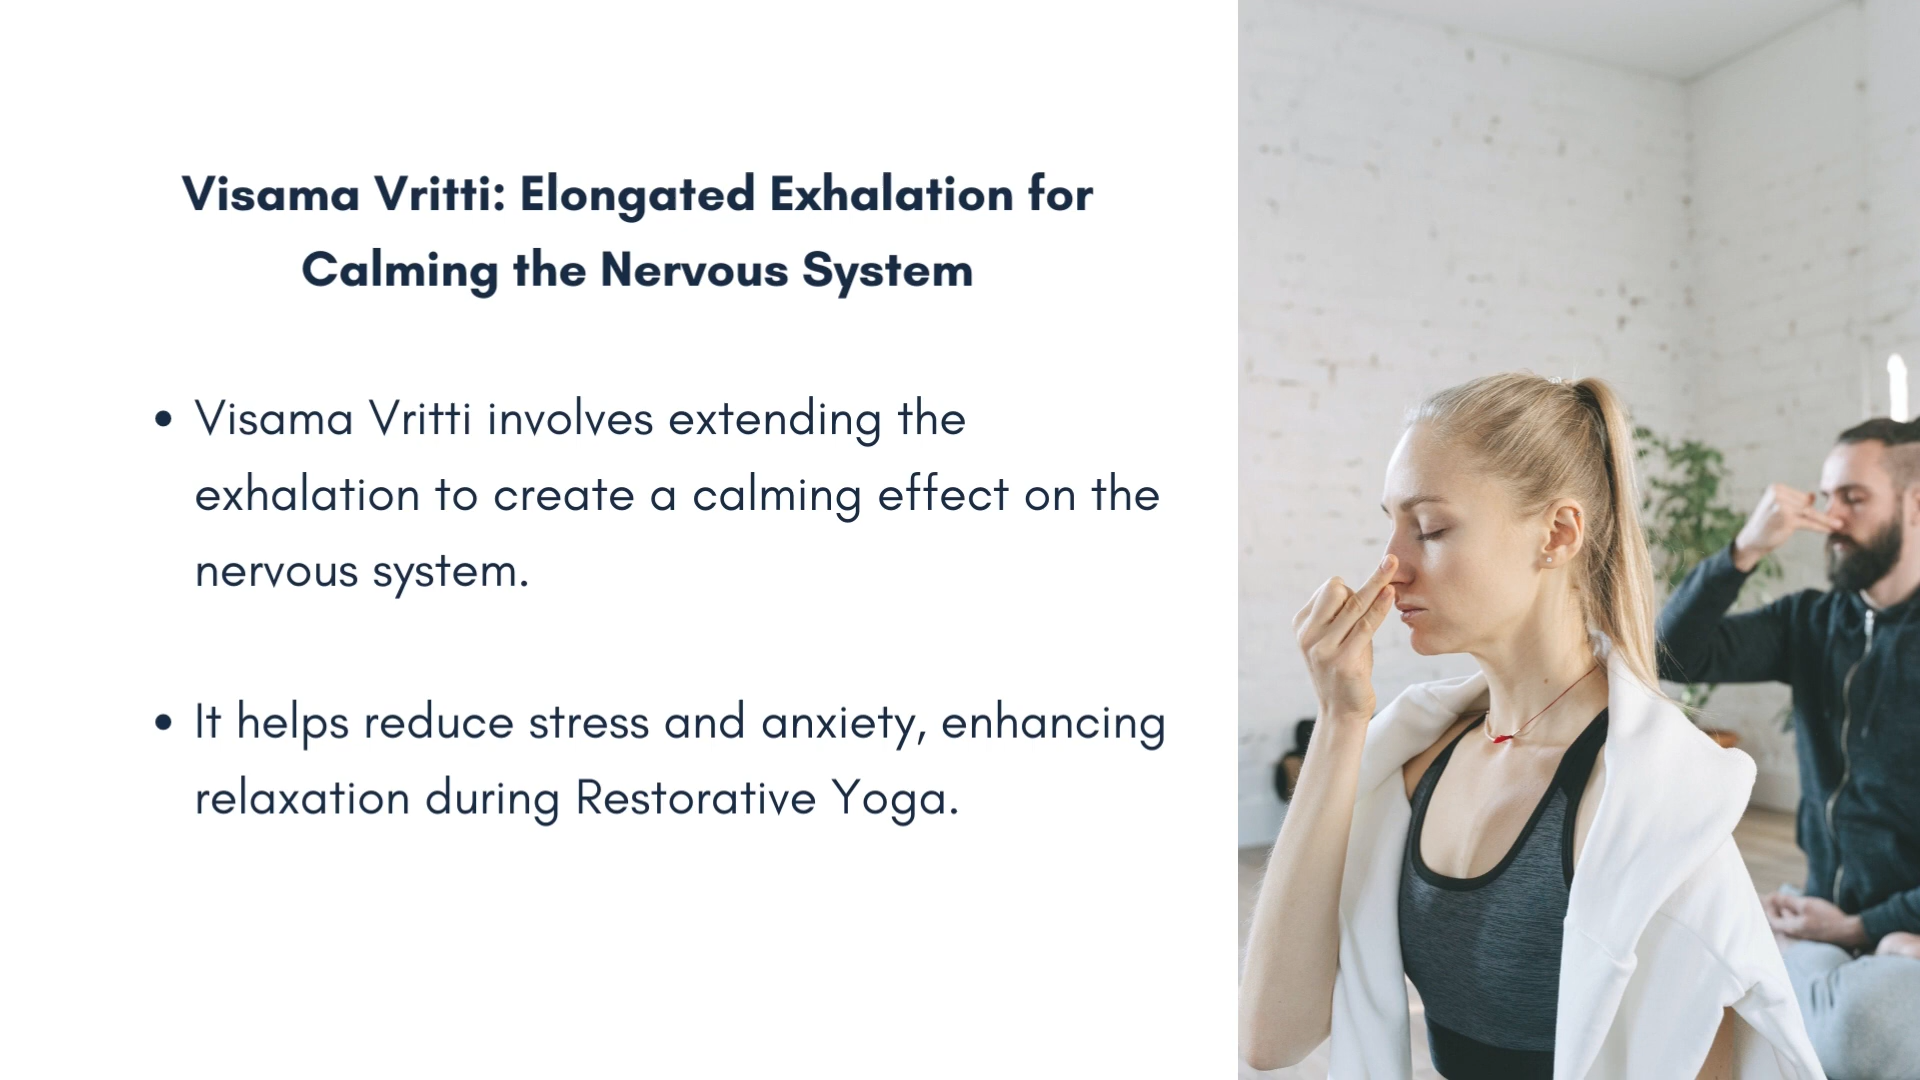 Visama Vritti: Elongated Exhalation for
Calming the Nervous System
• Visama Vritti involves extending the
exhalation to create a calming effect on the
nervous system.
• It helps reduce stress and anxiety, enhancing
relaxation during Restorative Yoga.